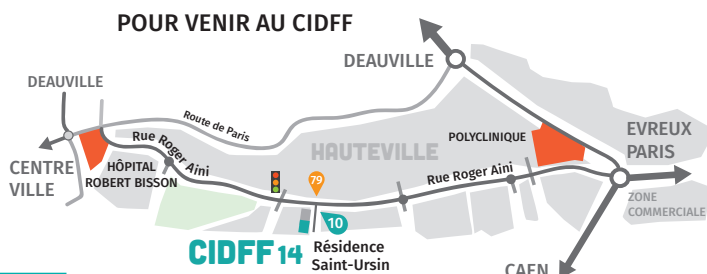 POUR VENIR AU CIDFF
DEAUVILLE
DEAUVILLE
Route de Paris
Rue Roger Aini
POLYCLINIQUE
EVREUX
PARIS
HAUTEVILLE
CENTRE
VILLE
HÔPITAL
ROBERT BISSON
Rue Roger Aini
79
ZONE
COMMERCIALE
10
CIDFF 14
Résidence
Saint-Ursin
CAEN